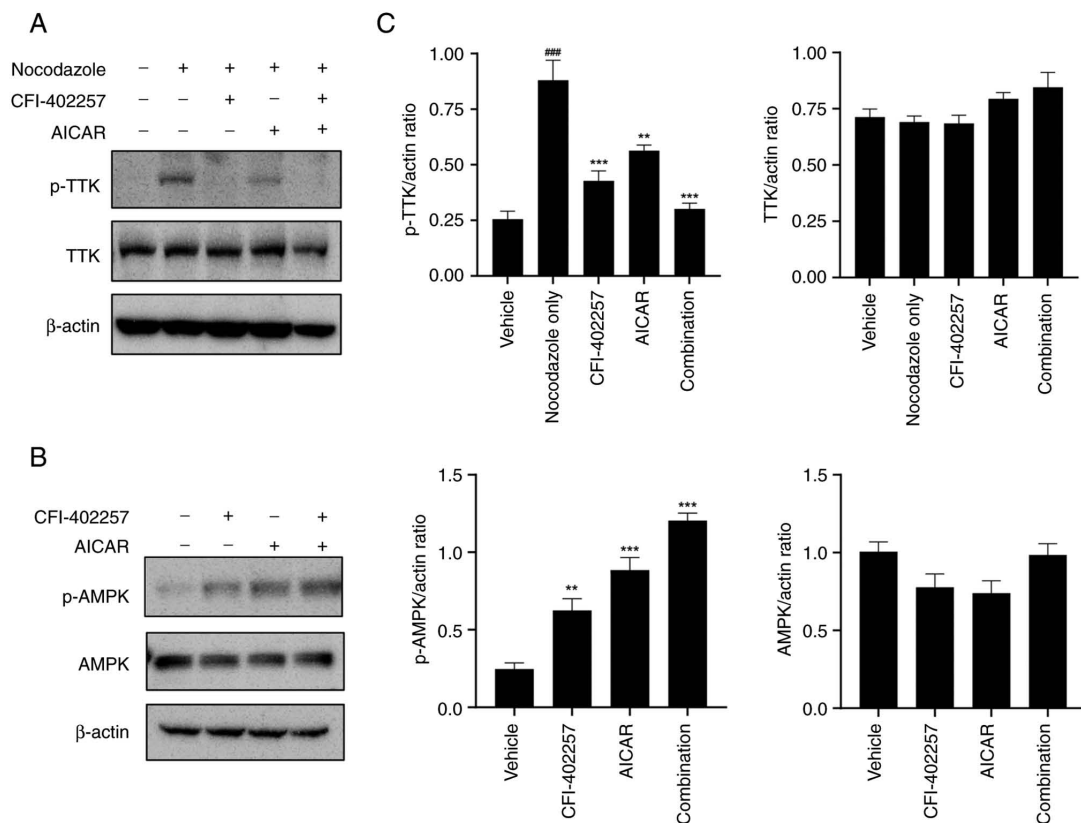 A
Nocodazole – + + + +
CFI-402257 – – + – +
AICAR – – – + +
p-TTK
TTK
β-actin
B
CFI-402257 – + – +
AICAR – – + +
p-AMPK
AMPK
β-actin
C
p-TTK/actin ratio
1.00
0.75
0.50
0.25
0.00
###
***
**
***
Vehicle
Nocodazole only
CFI-402257
AICAR
Combination
TTK/actin ratio
1.00
0.75
0.50
0.25
0.00
Vehicle
Nocodazole only
CFI-402257
AICAR
Combination
p-AMPK/actin ratio
1.5
1.0
0.5
0.0
**
***
***
Vehicle
CFI-402257
AICAR
Combination
AMPK/actin ratio
1.5
1.0
0.5
0.0
Vehicle
CFI-402257
AICAR
Combination